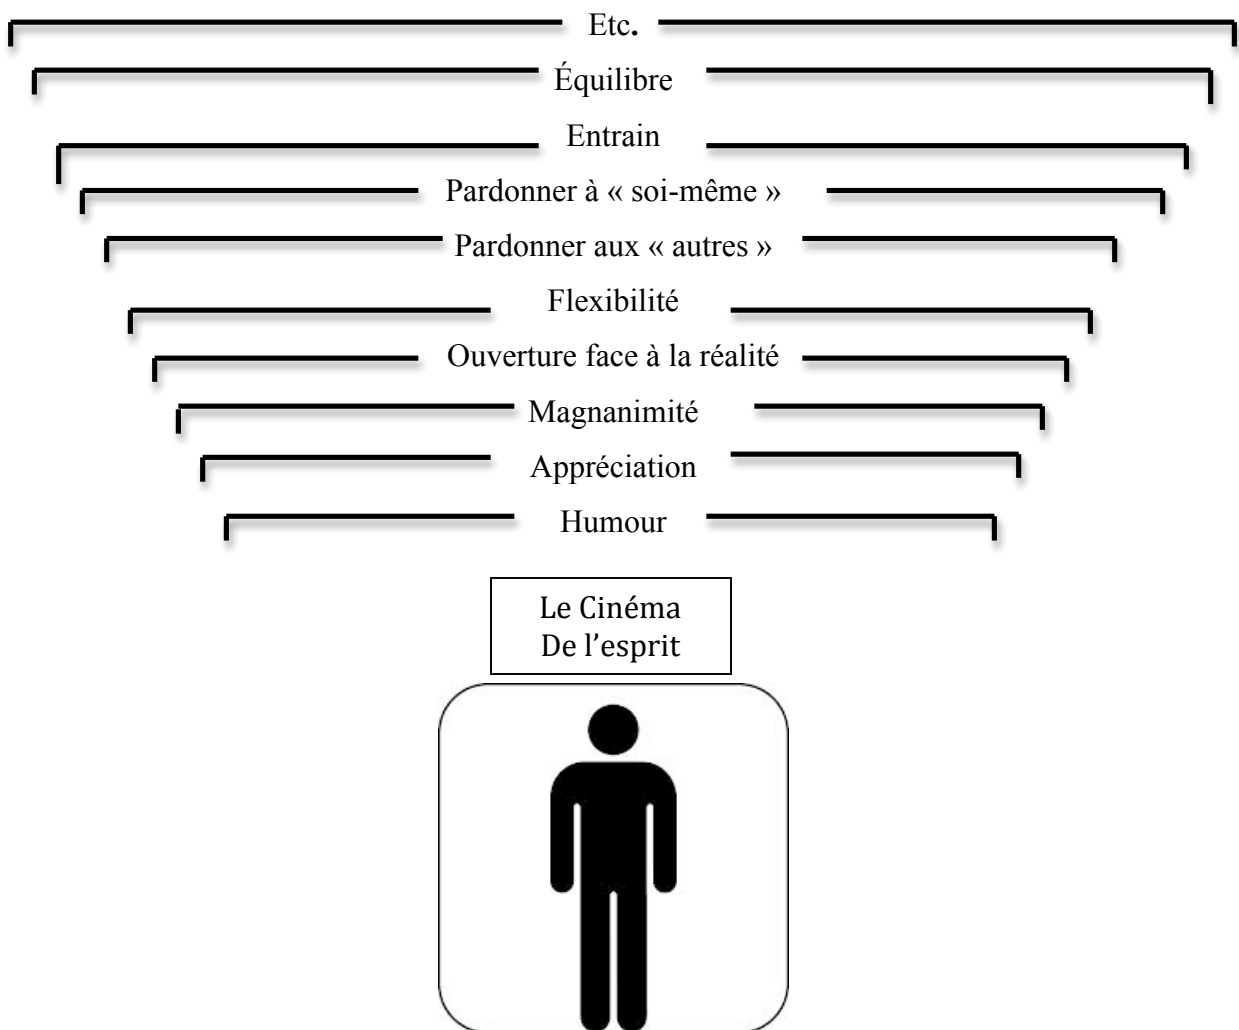 Etc.
Équilibre
Entrain
Pardonner à « soi-même »
Pardonner aux « autres »
Flexibilité
Ouverture face à la réalité
Magnanimité
Appréciation
Humour
Le Cinéma
De l’esprit